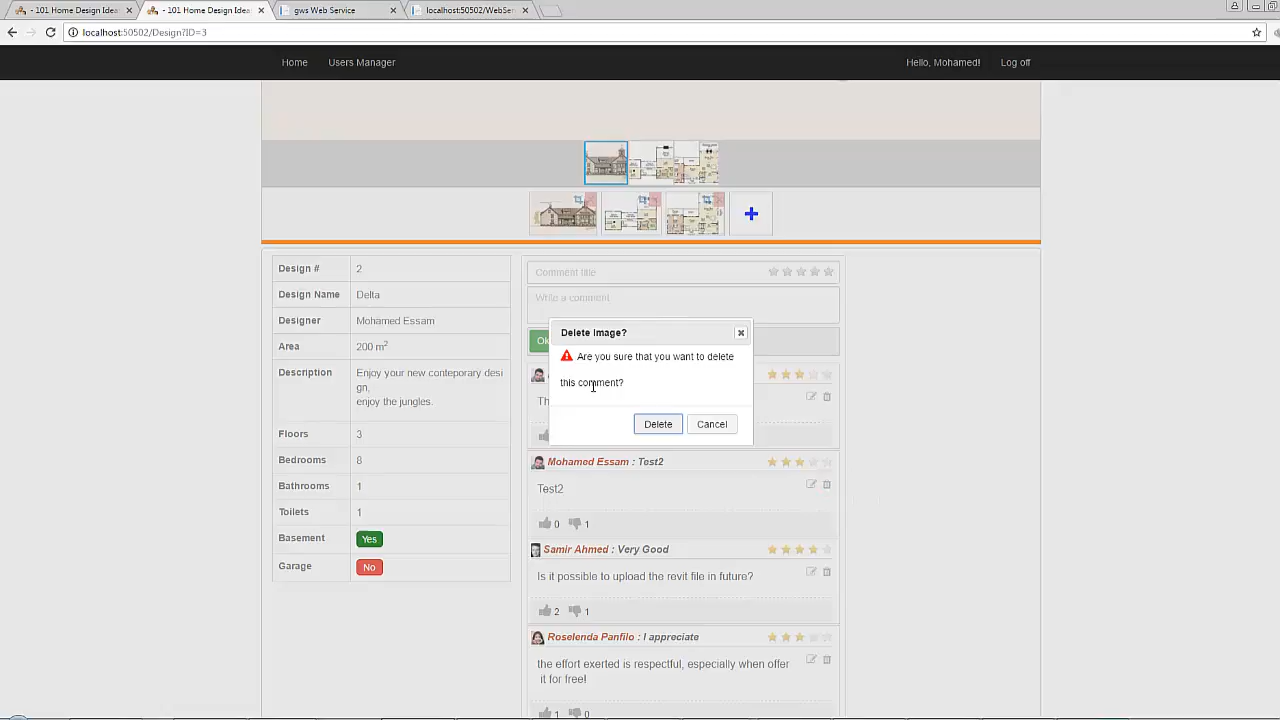 - 101 Home Design Idea
- 101 Home Design Idea
gws Web Service
localhost:50502/WebSer
localhost:50502/Design?ID=3
Home
Users Manager
Hello, Mohamed!
Log off
Design #
2
Design Name
Delta
Designer
Mohamed Essam
Area
200 m²
Description
Enjoy your new conteporary desi
gn,
enjoy the jungles.
Floors
3
Bedrooms
8
Bathrooms
1
Toilets
1
Basement
Yes
Garage
No
Comment title
Write a comment
Delete Image?
Are you sure that you want to delete
this comment?
Delete
Cancel
Mohamed Essam : Test2
Test2
0
1
Samir Ahmed : Very Good
Is it possible to upload the revit file in future?
2
1
Roselenda Panfilo : I appreciate
the effort exerted is respectful, especially when offer
it for free!
1
0